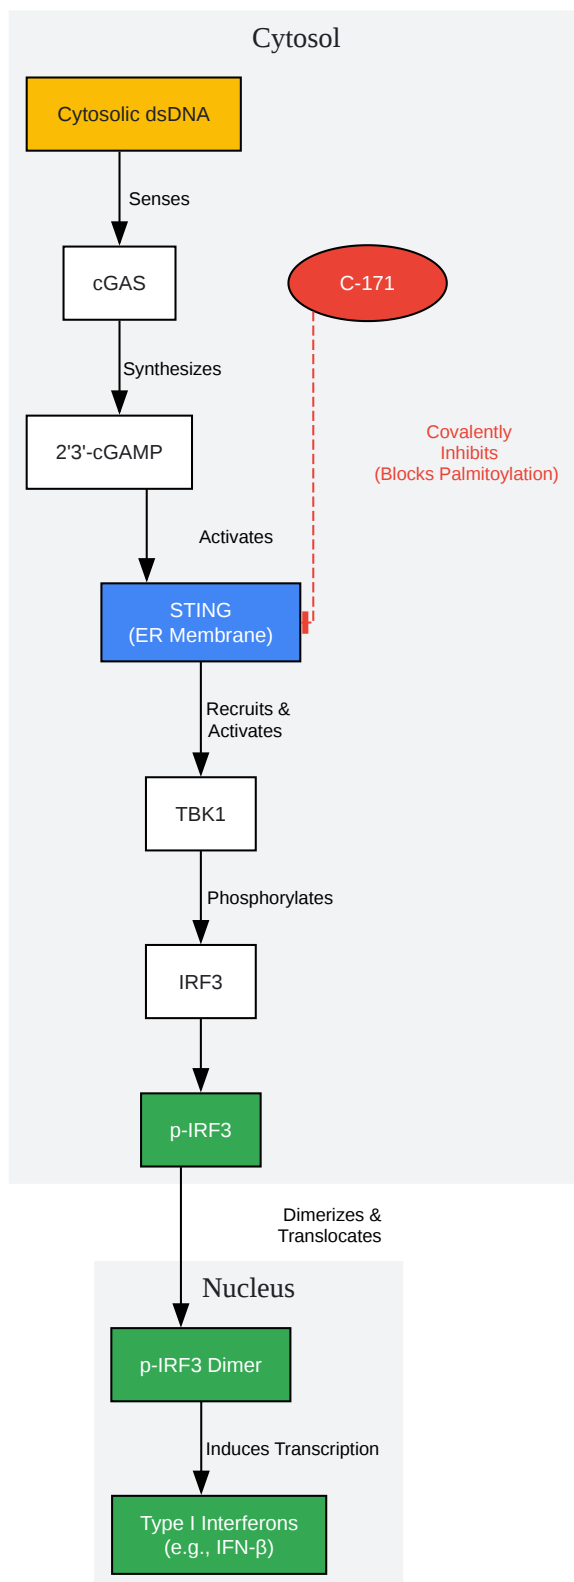 Cytosol
Cytosolic dsDNA
Senses
cGAS
C-171
Synthesizes
2'3'-cGAMP
Covalently
Inhibits
(Blocks Palmitoylation)
Activates
STING
(ER Membrane)
Recruits &
Activates
TBK1
Phosphorylates
IRF3
p-IRF3
Dimerizes &
Translocates
Nucleus
p-IRF3 Dimer
Induces Transcription
Type I Interferons
(e.g., IFN-β)